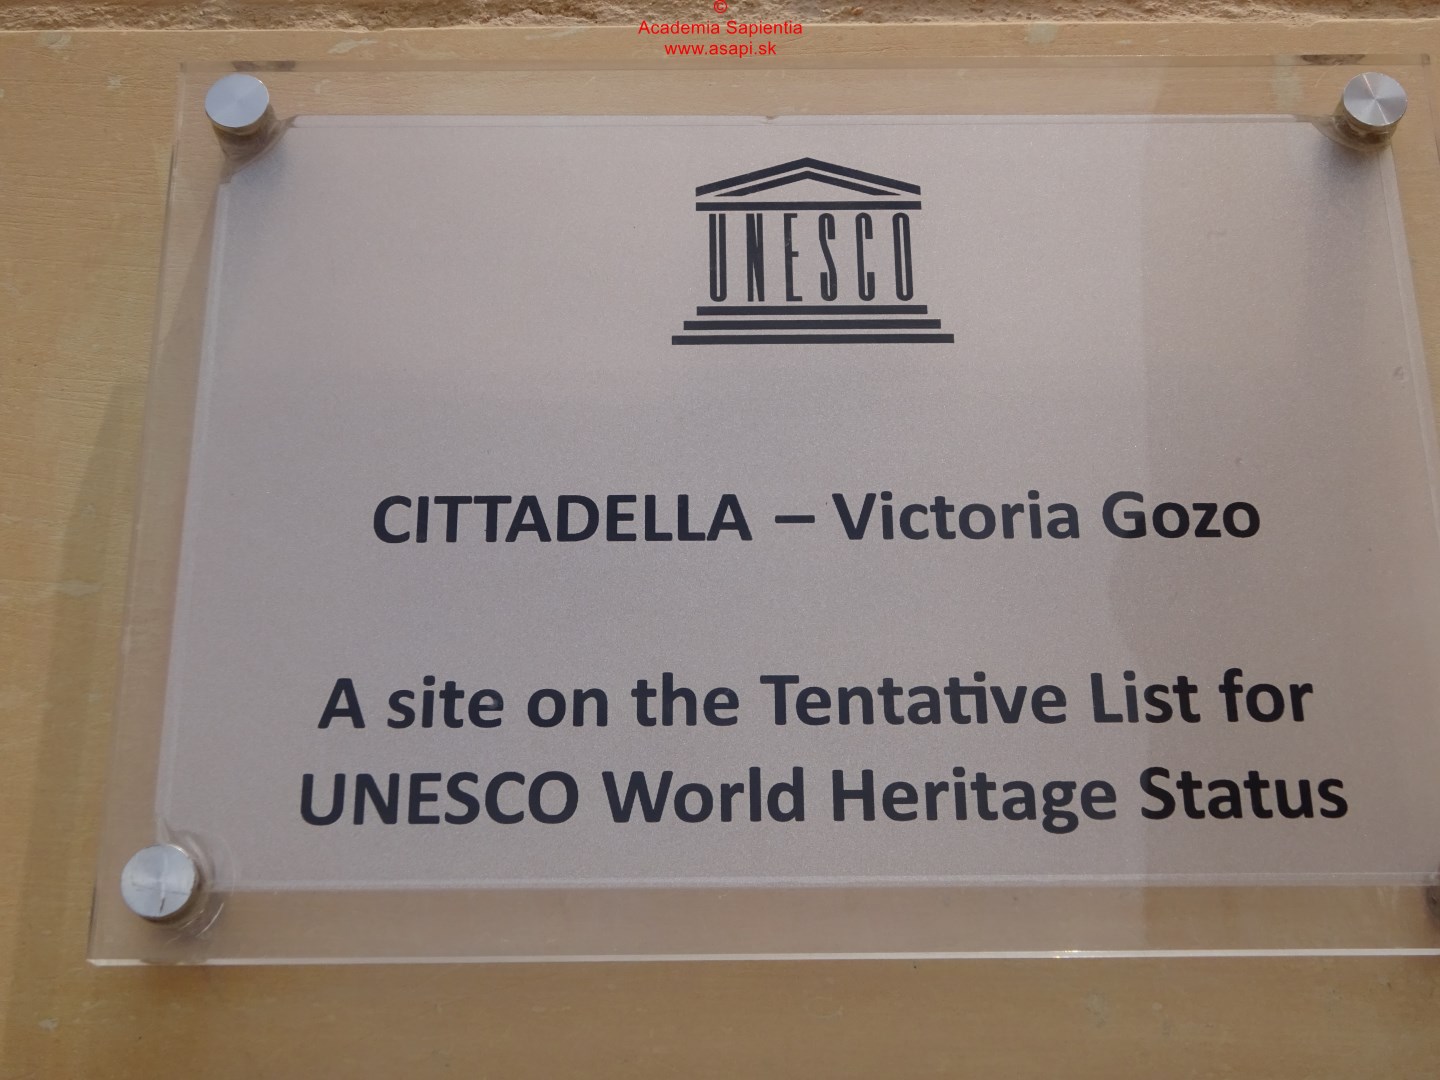 ©
Academia Sapientia
www.asapi.sk
UNESCO
CITTADELLA – Victoria Gozo
A site on the Tentative List for
UNESCO World Heritage Status